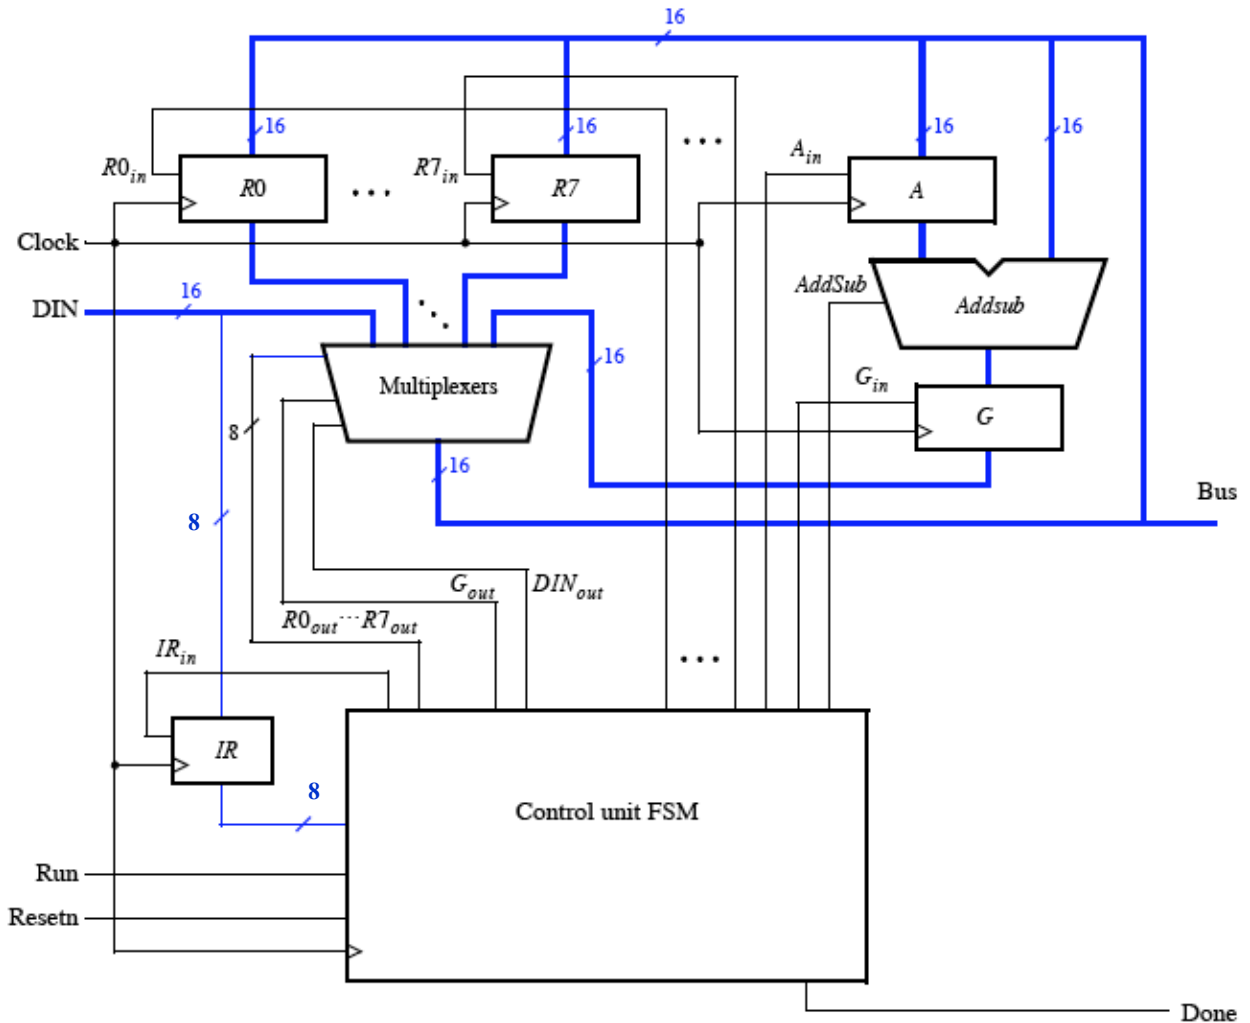 16
16
16
16
16
R0in
R0
...
R7in
R7
...
Ain
A
Clock
DIN
16
AddSub
Addsub
Multiplexers
16
Gin
G
8
16
Bus
8
Gout
DINout
R0out...R7out
IRin
...
IR
8
Control unit FSM
Run
Resetn
Done